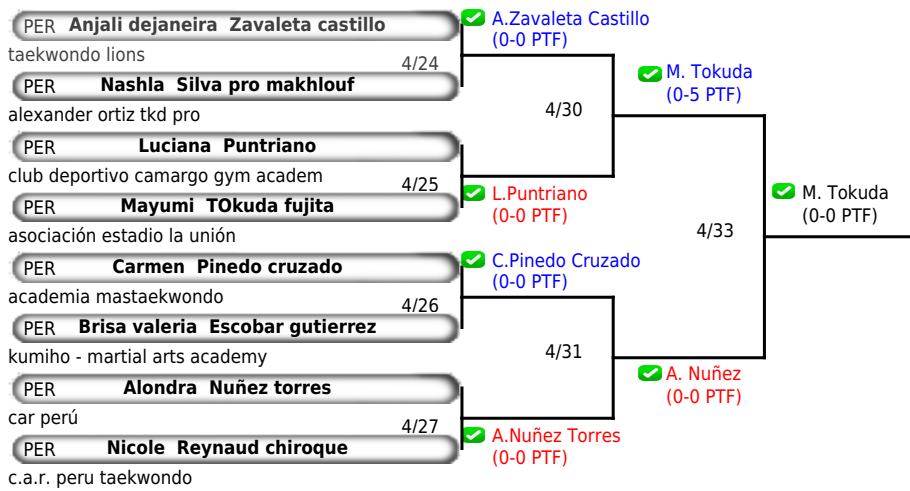 PER Anjali dejaneira Zavaleta castillo
taekwondo lions
4/24
PER Nashla Silva pro makhlouf
alexander ortiz tkd pro
PER Luciana Puntriano
club deportivo camargo gym academ
4/25
PER Mayumi TOkuda fujita
asociación estadio la unión
PER Carmen Pinedo cruzado
academia mastaekwondo
4/26
PER Brisa valeria Escobar gutierrez
kumiho - martial arts academy
PER Alondra Nuñez torres
car perú
4/27
PER Nicole Reynaud chiroque
c.a.r. peru taekwondo
A.Zavaleta Castillo
(0-0 PTF)
4/30
L.Puntriano
(0-0 PTF)
C.Pinedo Cruzado
(0-0 PTF)
4/31
A.Nuñez Torres
(0-0 PTF)
M. Tokuda
(0-5 PTF)
4/33
A. Nuñez
(0-0 PTF)
M. Tokuda
(0-0 PTF)